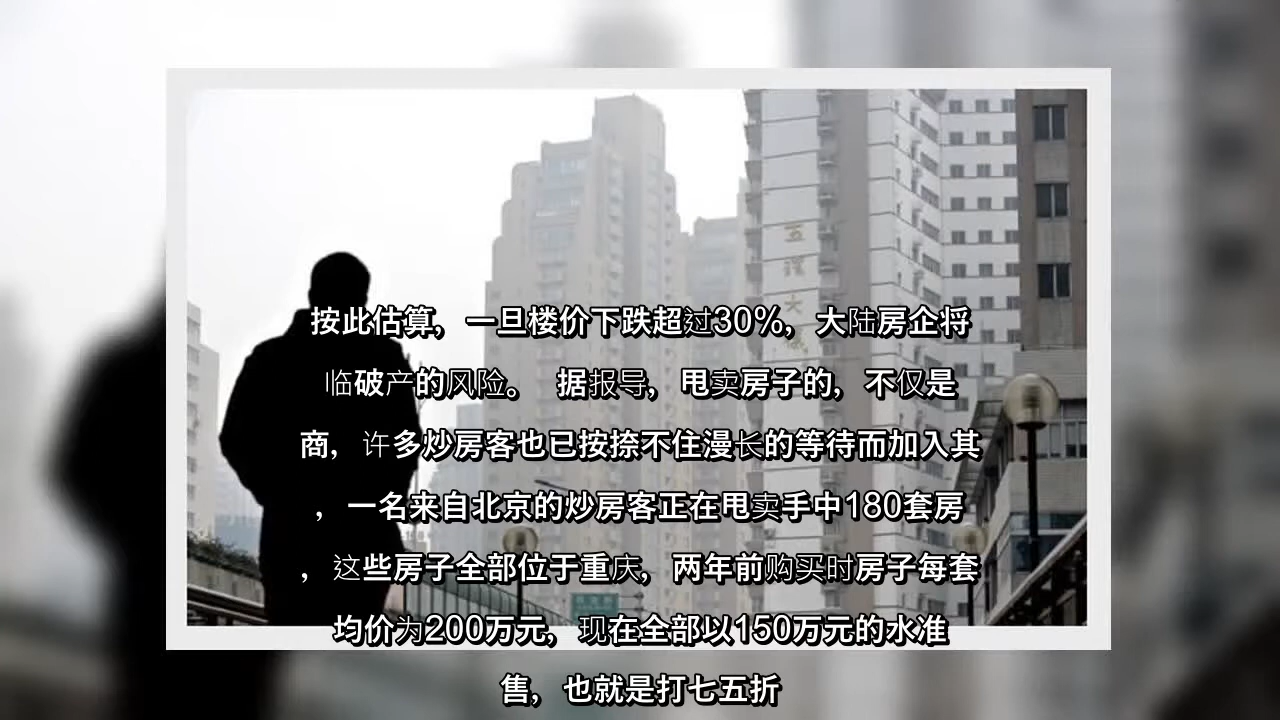 五洲大
按此估算，一旦楼价下跌超过30%，大陆房企将
临破产的风险。 据报导，甩卖房子的，不仅是
商，许多炒房客也已按捺不住漫长的等待而加入其
，一名来自北京的炒房客正在甩卖手中180套房
，这些房子全部位于重庆，两年前购买时房子每套
均价为200万元，现在全部以150万元的水准
售，也就是打七五折